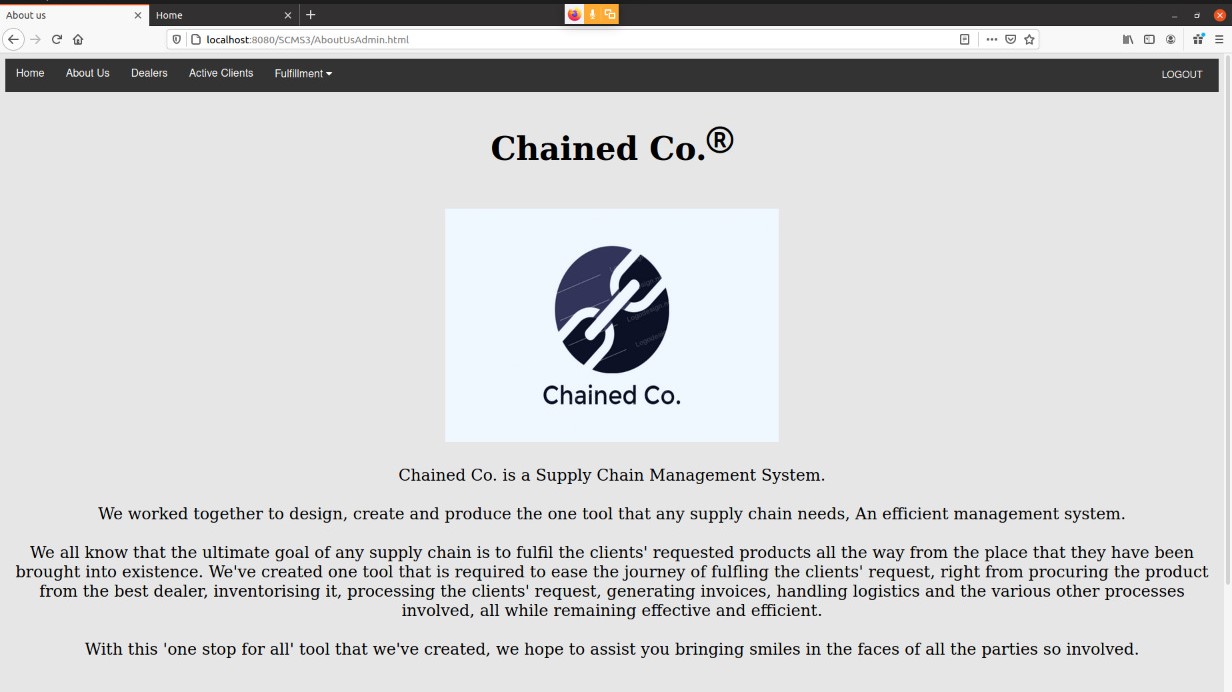 About us
Home
localhost:8080/SCMS3/AboutUsAdmin.html
Home
About Us
Dealers
Active Clients
Fulfillment
LOGOUT
Chained Co.®
Chained Co.
Chained Co. is a Supply Chain Management System.
We worked together to design, create and produce the one tool that any supply chain needs, An efficient management system.
We all know that the ultimate goal of any supply chain is to fulfil the clients' requested products all the way from the place that they have been
brought into existence. We've created one tool that is required to ease the journey of fulfling the clients' request, right from procuring the product
from the best dealer, inventorising it, processing the clients' request, generating invoices, handling logistics and the various other processes
involved, all while remaining effective and efficient.
With this 'one stop for all' tool that we've created, we hope to assist you bringing smiles in the faces of all the parties so involved.